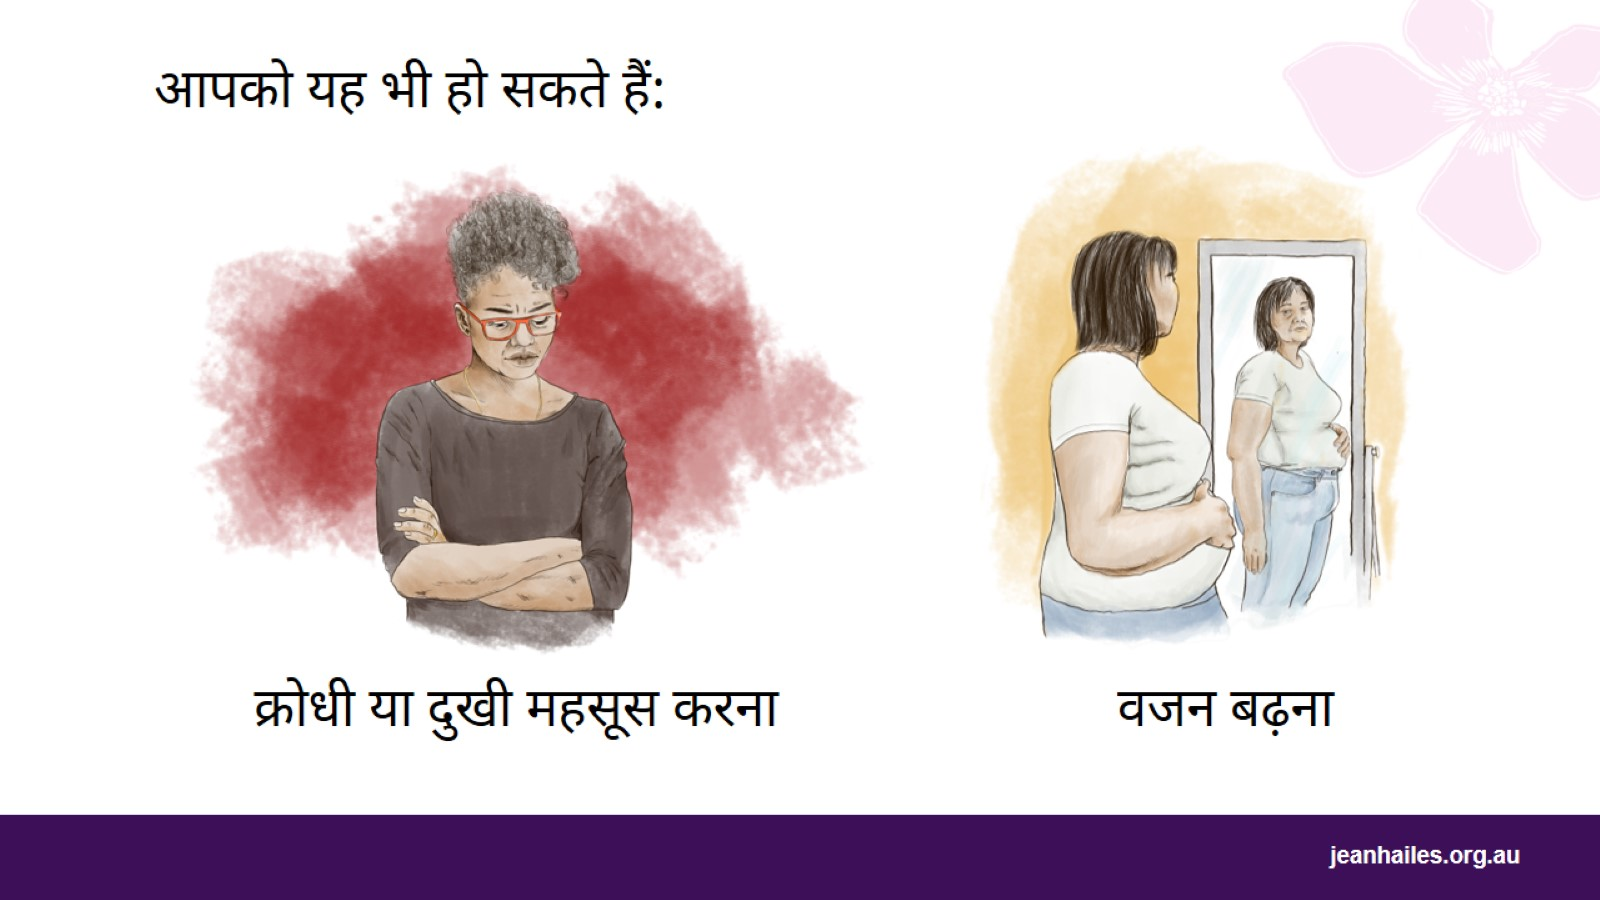 आपको यह भी हो सकते हैं:
क्रोधी या दुखी महसूस करना
वजन बढ़ना
jeanhailes.org.au